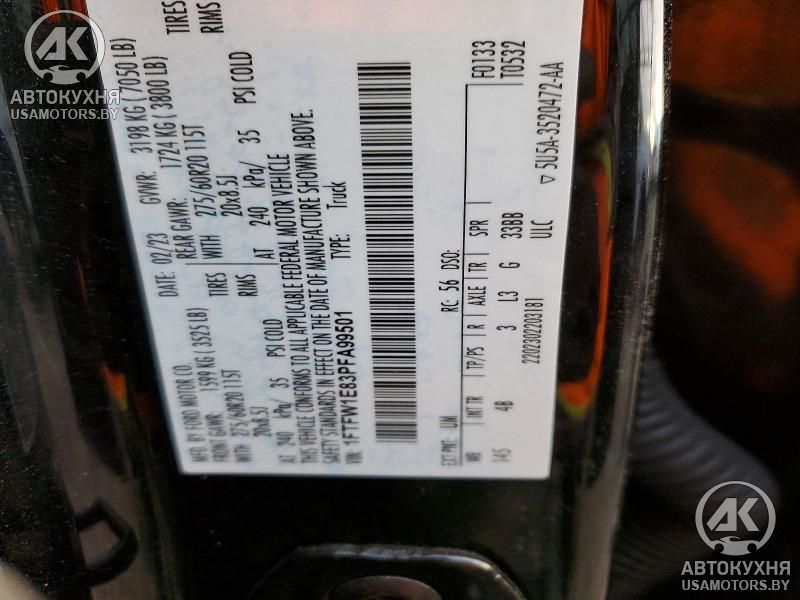 MFD. BY FORD MOTOR CO.
DATE: 02/23 GVWR: 3198 KG ( 7050 LB)
FRONT GAWR: 1599 KG ( 3525 LB) REAR GAWR: 1724 KG ( 3800 LB)
WITH 275/60R20 115T TIRES WITH 275/60R20 115T TIRES
20x8.5J RIMS 20x8.5J RIMS
AT 240 kPa/ 35 PSI COLD AT 240 kPa/ 35 PSI COLD
THIS VEHICLE CONFORMS TO ALL APPLICABLE FEDERAL MOTOR VEHICLE
SAFETY STANDARDS IN EFFECT ON THE DATE OF MANUFACTURE SHOWN ABOVE.
VIN: 1FTFW1E83PFA99501 TYPE: Truck
F0133
T0532
EXT PNT: UM RC: 56 DSO:
WB INT TR TP/PS R AXLE TR SPR
145 4B 3 L3 G 33BB
2202302203181 ULC
▽ 5U5A-3520472-AA
АК
АВТОКУХНЯ
USAMOTORS.BY
АК
АВТОКУХНЯ
USAMOTORS.BY